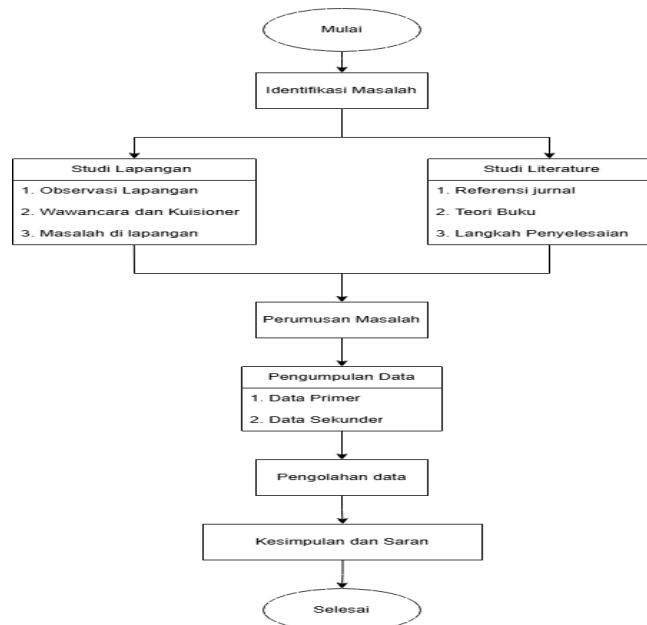 Mulai
Identifikasi Masalah
Studi Lapangan
1. Observasi Lapangan
2. Wawancara dan Kuisioner
3. Masalah di lapangan
Studi Literature
1. Referensi jurnal
2. Teori Buku
3. Langkah Penyelesaian
Perumusan Masalah
Pengumpulan Data
1. Data Primer
2. Data Sekunder
Pengolahan data
Kesimpulan dan Saran
Selesai